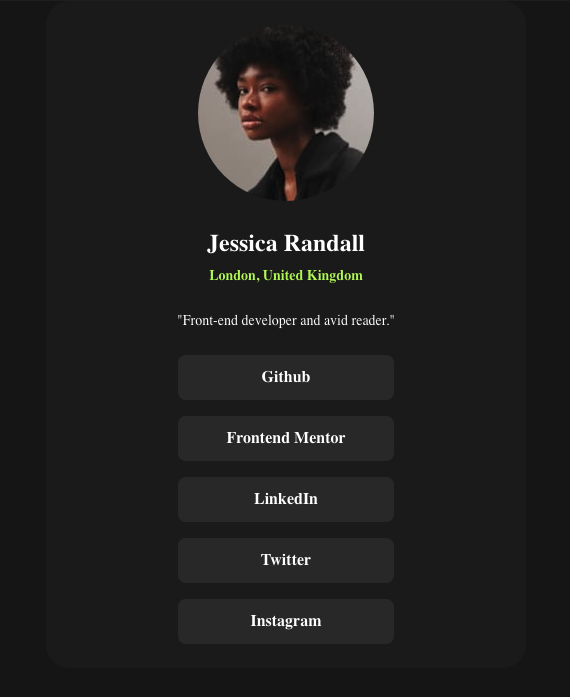 Jessica Randall
London, United Kingdom
"Front-end developer and avid reader."
Github
Frontend Mentor
LinkedIn
Twitter
Instagram